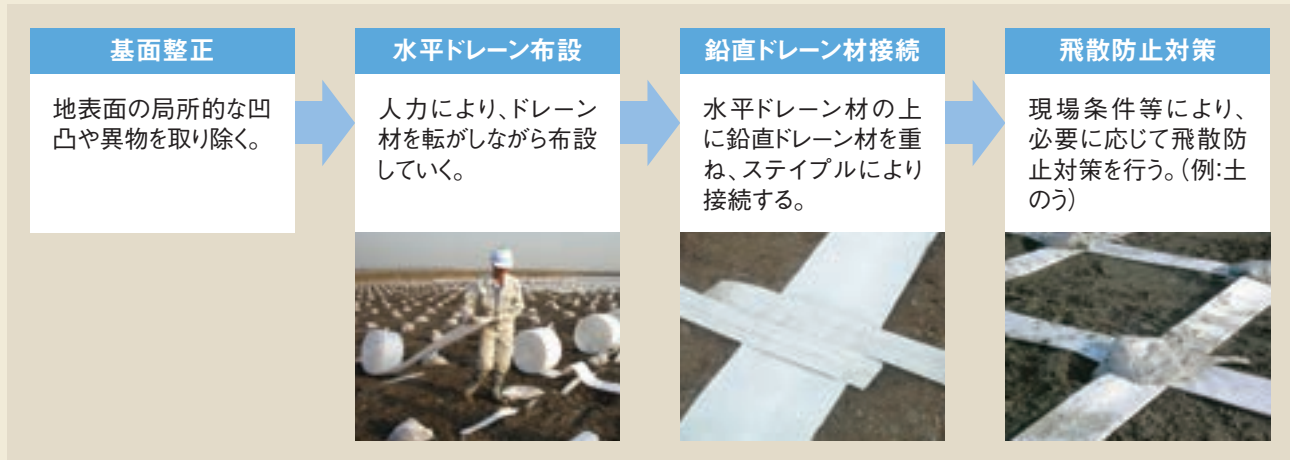 基面整正
地表面の局所的な凹
凸や異物を取り除く。
水平ドレーン布設
人力により、ドレーン
材を転がしながら布設
していく。
鉛直ドレーン材接続
水平ドレーン材の上
に鉛直ドレーン材を重
ね、ステイプルにより
接続する。
飛散防止対策
現場条件等により、
必要に応じて飛散防
止対策を行う。(例:土
のう)